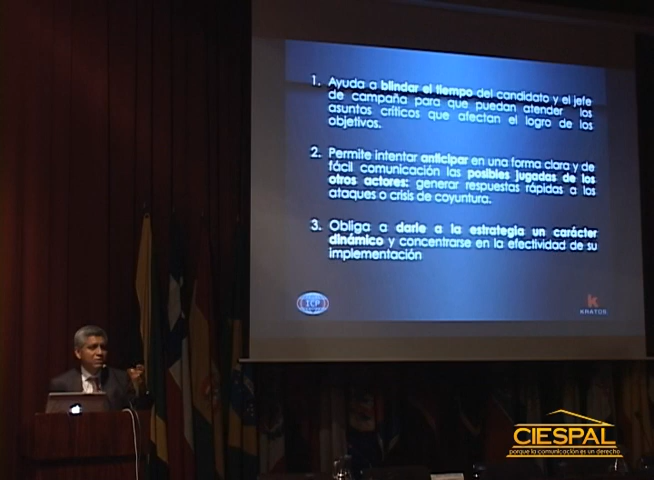 1. Ayuda a blindar el tiempo del candidato y el jefe
de campaña para que puedan atender los
asuntos críticos que afectan el logro de los
objetivos.
2. Permite intentar anticipar en una forma clara y de
fácil comunicación las posibles jugadas de los
otros actores: generar respuestas rápidas a los
ataques o crisis de coyuntura.
3. Obliga a darle a la estrategia un carácter
dinámico y concentrarse en la efectividad de su
implementación
ICP
KRATOS
CIESPAL
porque la comunicación es un derecho